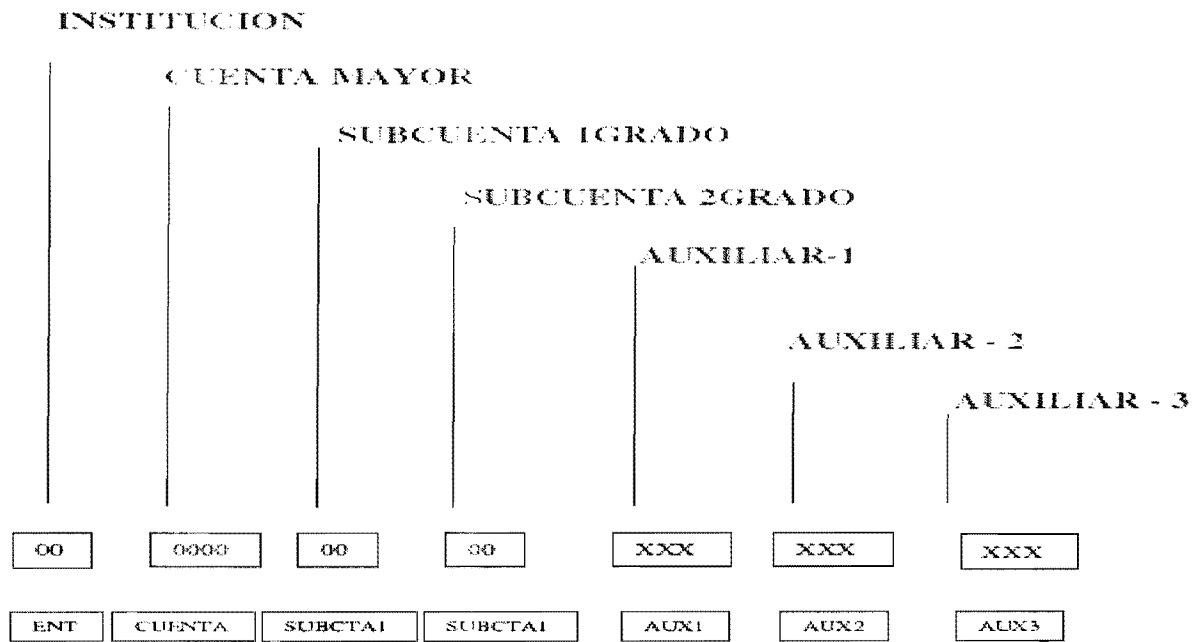 INSTITUCION
CUENTA MAYOR
SUBCUENTA 1GRADO
SUBCUENTA 2GRADO
AUXILIAR-1
AUXILIAR - 2
AUXILIAR - 3
00 0000 00 00 XXX XXX XXX
ENT CUENTA SUBCTA1 SUBCTA1 AUX1 AUX2 AUX3